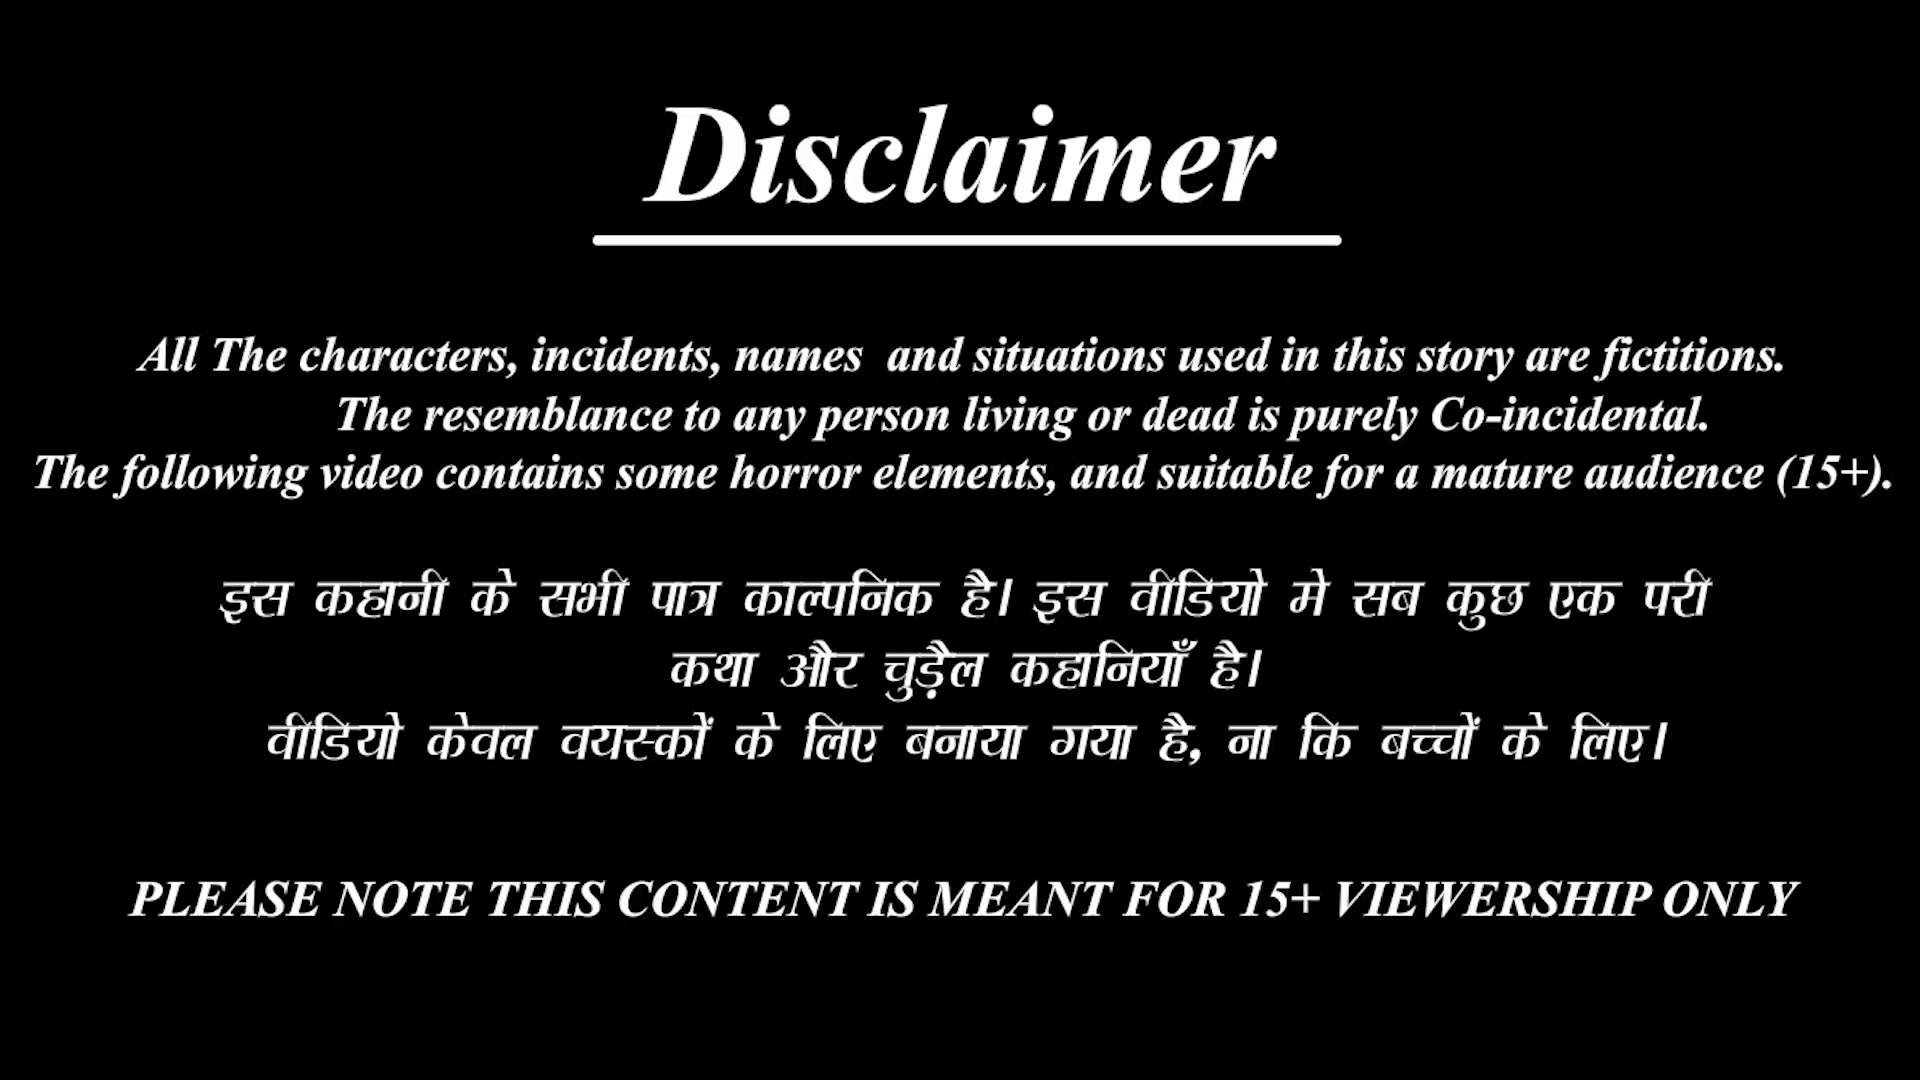 Disclaimer
All The characters, incidents, names and situations used in this story are fictitions.
The resemblance to any person living or dead is purely Co-incidental.
The following video contains some horror elements, and suitable for a mature audience (15+).
इस कहानी के सभी पात्र काल्पनिक है। इस वीडियो मे सब कुछ एक परी
कथा और चुड़ैल कहानियाँ है।
वीडियो केवल वयस्कों के लिए बनाया गया है, ना कि बच्चों के लिए।
PLEASE NOTE THIS CONTENT IS MEANT FOR 15+ VIEWERSHIP ONLY